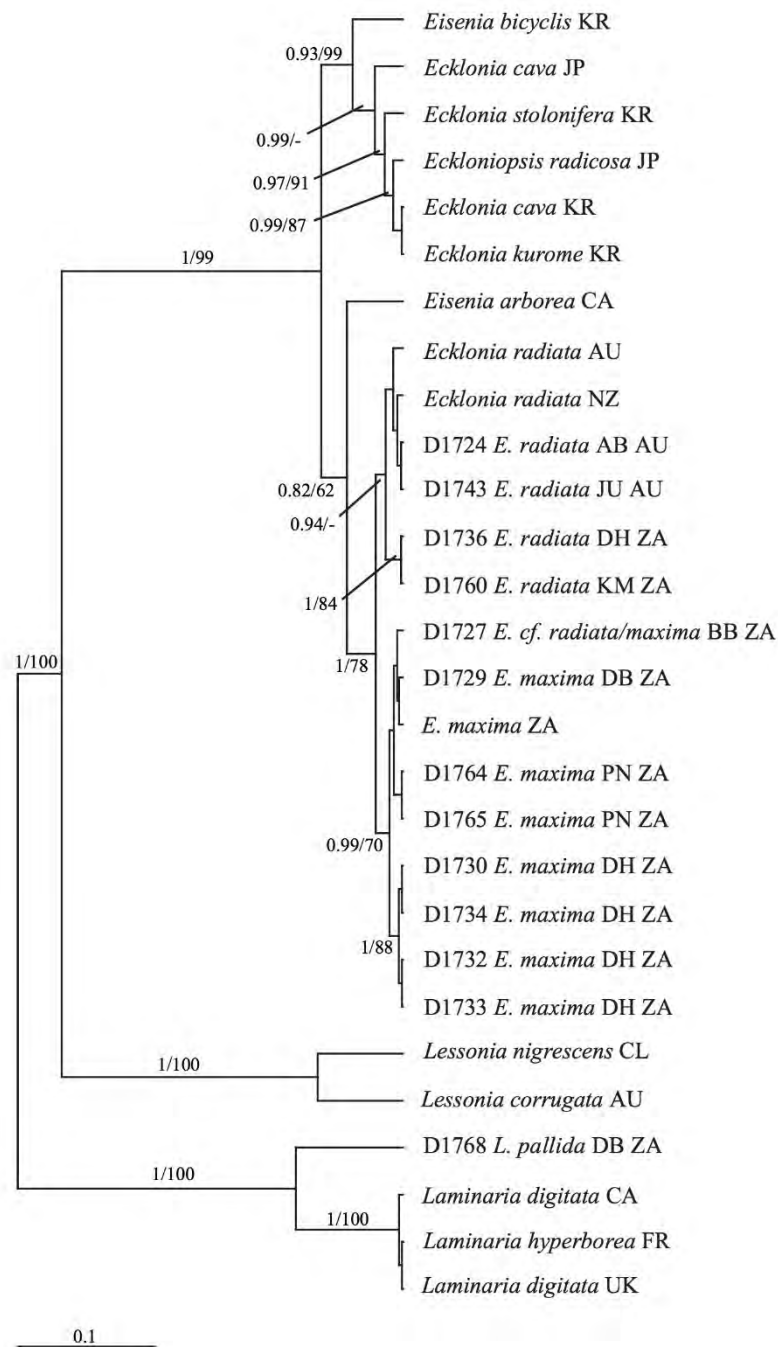 Eisenia bicyclis KR
0.93/99
Ecklonia cava JP
Ecklonia stolonifera KR
0.99/-
Eckloniopsis radicosa JP
0.97/91
Ecklonia cava KR
0.99/87
Ecklonia kurome KR
1/99
Eisenia arborea CA
Ecklonia radiata AU
Ecklonia radiata NZ
D1724 E. radiata AB AU
D1743 E. radiata JU AU
0.82/62
0.94/-
D1736 E. radiata DH ZA
D1760 E. radiata KM ZA
1/84
D1727 E. cf. radiata/maxima BB ZA
1/100
1/78
D1729 E. maxima DB ZA
E. maxima ZA
D1764 E. maxima PN ZA
D1765 E. maxima PN ZA
0.99/70
D1730 E. maxima DH ZA
D1734 E. maxima DH ZA
1/88
D1732 E. maxima DH ZA
D1733 E. maxima DH ZA
Lessonia nigrescens CL
1/100
Lessonia corrugata AU
D1768 L. pallida DB ZA
1/100
Laminaria digitata CA
1/100
Laminaria hyperborea FR
Laminaria digitata UK
0.1